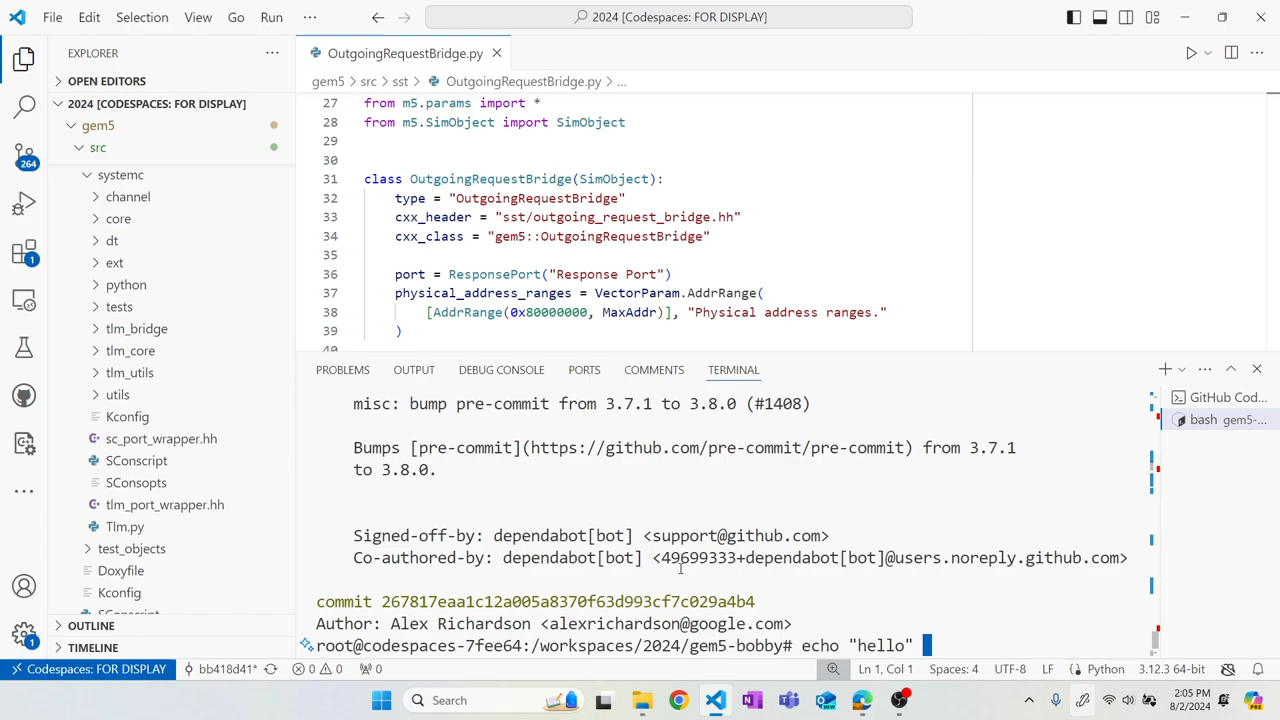 File Edit Selection View Go Run ···
2024 [Codespaces: FOR DISPLAY]
EXPLORER
OPEN EDITORS
2024 [CODESPACES: FOR DISPLAY]
gem5
src
systemc
channel
core
dt
ext
python
tests
tlm_bridge
tlm_core
tlm_utils
utils
Kconfig
sc_port_wrapper.hh
SConscript
SConsopts
tlm_port_wrapper.hh
Tlm.py
test_objects
Doxyfile
Kconfig
SConscript
OUTLINE
TIMELINE
264
1
1
OutgoingRequestBridge.py
gem5 > src > sst > OutgoingRequestBridge.py > ...
27 from m5.params import *
28 from m5.SimObject import SimObject
29
30
31 class OutgoingRequestBridge(SimObject):
32 type = "OutgoingRequestBridge"
33 cxx_header = "sst/outgoing_request_bridge.hh"
34 cxx_class = "gem5::OutgoingRequestBridge"
35
36 port = ResponsePort("Response Port")
37 physical_address_ranges = VectorParam.AddrRange(
38 [AddrRange(0x80000000, MaxAddr)], "Physical address ranges."
39 )
40
PROBLEMS OUTPUT DEBUG CONSOLE PORTS COMMENTS TERMINAL
misc: bump pre-commit from 3.7.1 to 3.8.0 (#1408)
Bumps [pre-commit](https://github.com/pre-commit/pre-commit) from 3.7.1
to 3.8.0.
Signed-off-by: dependabot[bot] <support@github.com>
Co-authored-by: dependabot[bot] <49699333+dependabot[bot]@users.noreply.github.com>
commit 267817eaa1c12a005a8370f63d993cf7c029a4b4
Author: Alex Richardson <alexrichardson@google.com>
root@codespaces-7fee64:/workspaces/2024/gem5-bobby# echo "hello"
GitHub Cod...
bash gem5-...
Codespaces: FOR DISPLAY bb418d41* 0 0 0 Ln 1, Col 1 Spaces: 4 UTF-8 LF Python 3.12.3 64-bit
Search
2:05 PM
8/2/2024